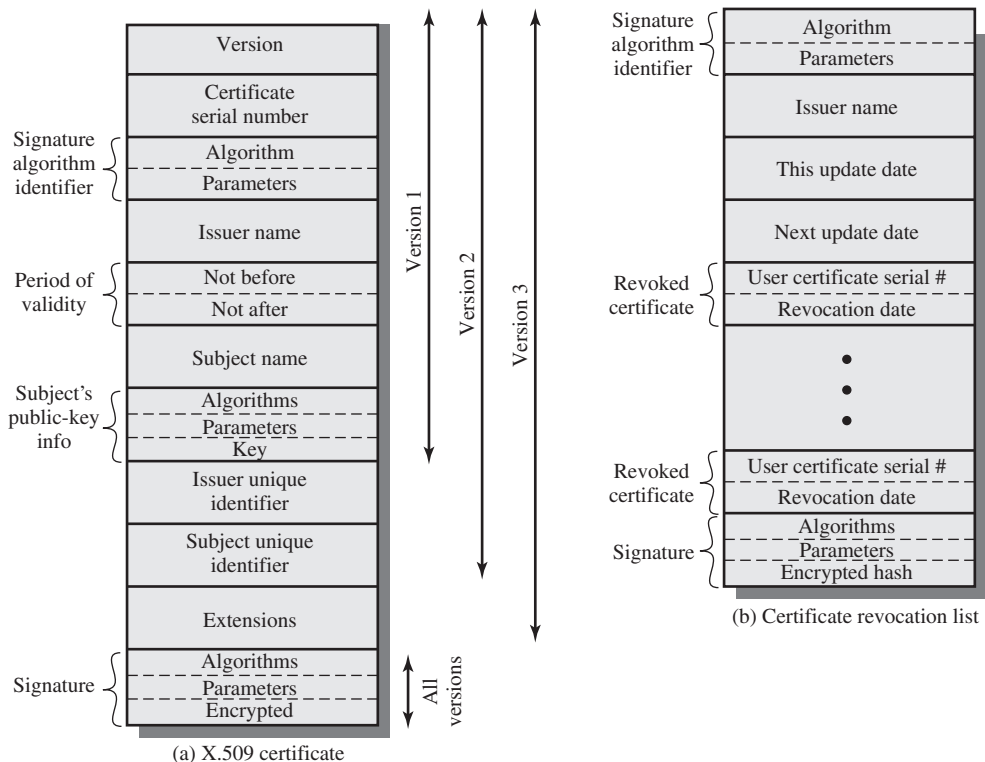 Version
Certificate
serial number
Signature
algorithm
identifier
Algorithm
Parameters
Issuer name
Period of
validity
Not before
Not after
Subject name
Subject's
public-key
info
Algorithms
Parameters
Key
Issuer unique
identifier
Subject unique
identifier
Extensions
Signature
Algorithms
Parameters
Encrypted
(a) X.509 certificate
Version 1
Version 2
Version 3
All
versions
Signature
algorithm
identifier
Algorithm
Parameters
Issuer name
This update date
Next update date
Revoked
certificate
User certificate serial #
Revocation date
Revoked
certificate
User certificate serial #
Revocation date
Signature
Algorithms
Parameters
Encrypted hash
(b) Certificate revocation list